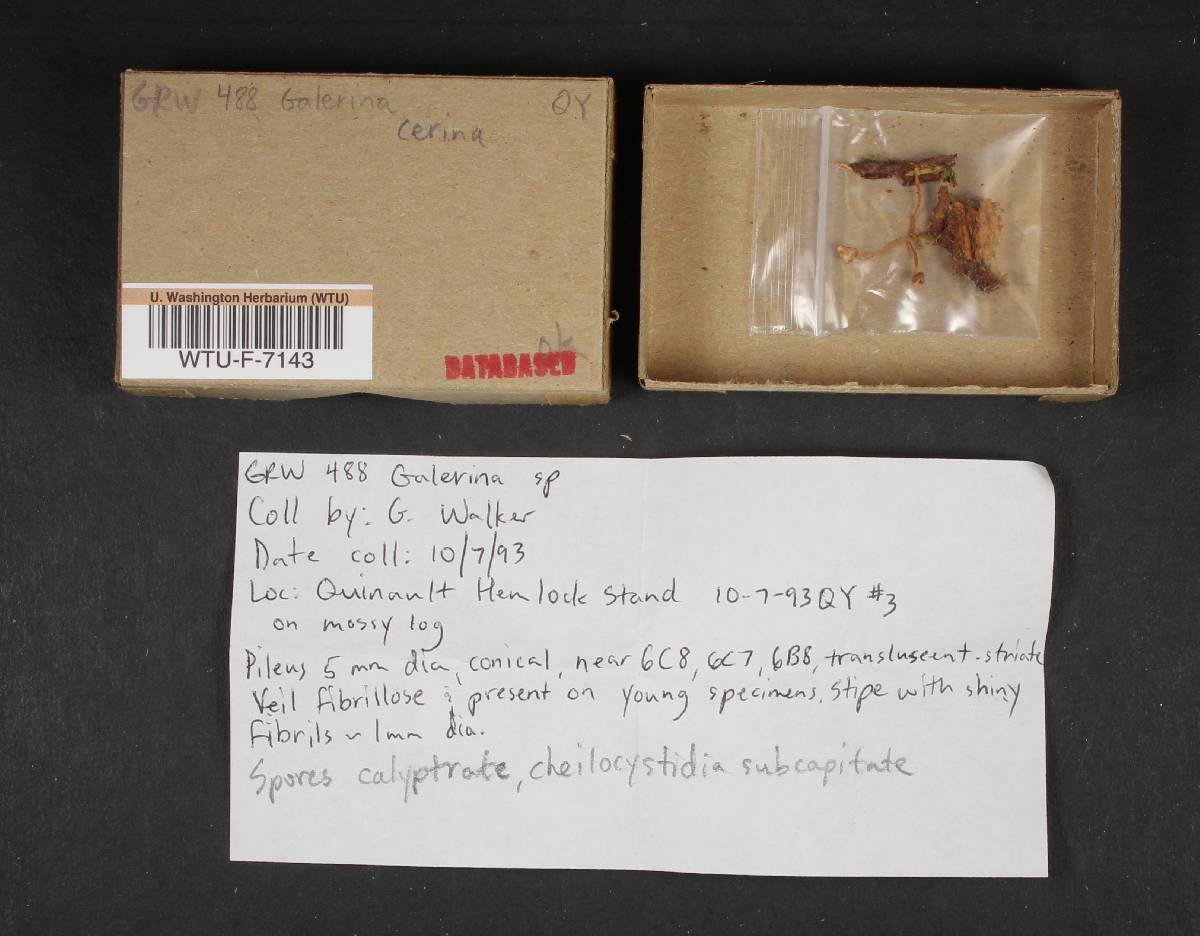 GRW 488 Galerina QY
cerina
U. Washington Herbarium (WTU)
WTU-F-7143
ok
DATABASED
GRW 488 Galerina sp
Coll by: G. Walker
Date coll: 10/7/93
Loc: Quinault Hemlock Stand 10-7-93QY #3
on mossy log
Pileus 5 mm dia, conical, near 6C8, 6C7, 6B8, transluscent-striate
Veil fibrillose & present on young specimens. Stipe with shiny
fibrils ~ 1mm dia.
Spores calyptrate, cheilocystidia subcapitate